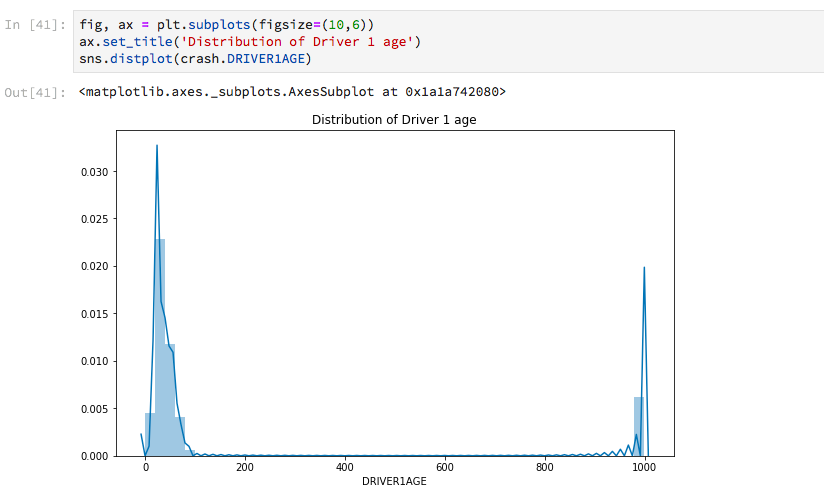 In [41]: fig, ax = plt.subplots(figsize=(10,6))
ax.set_title('Distribution of Driver 1 age')
sns.distplot(crash.DRIVER1AGE)
Out[41]: <matplotlib.axes._subplots.AxesSubplot at 0x1a1a742080>
Distribution of Driver 1 age
0.030
0.025
0.020
0.015
0.010
0.005
0.000
0 200 400 600 800 1000
DRIVER1AGE